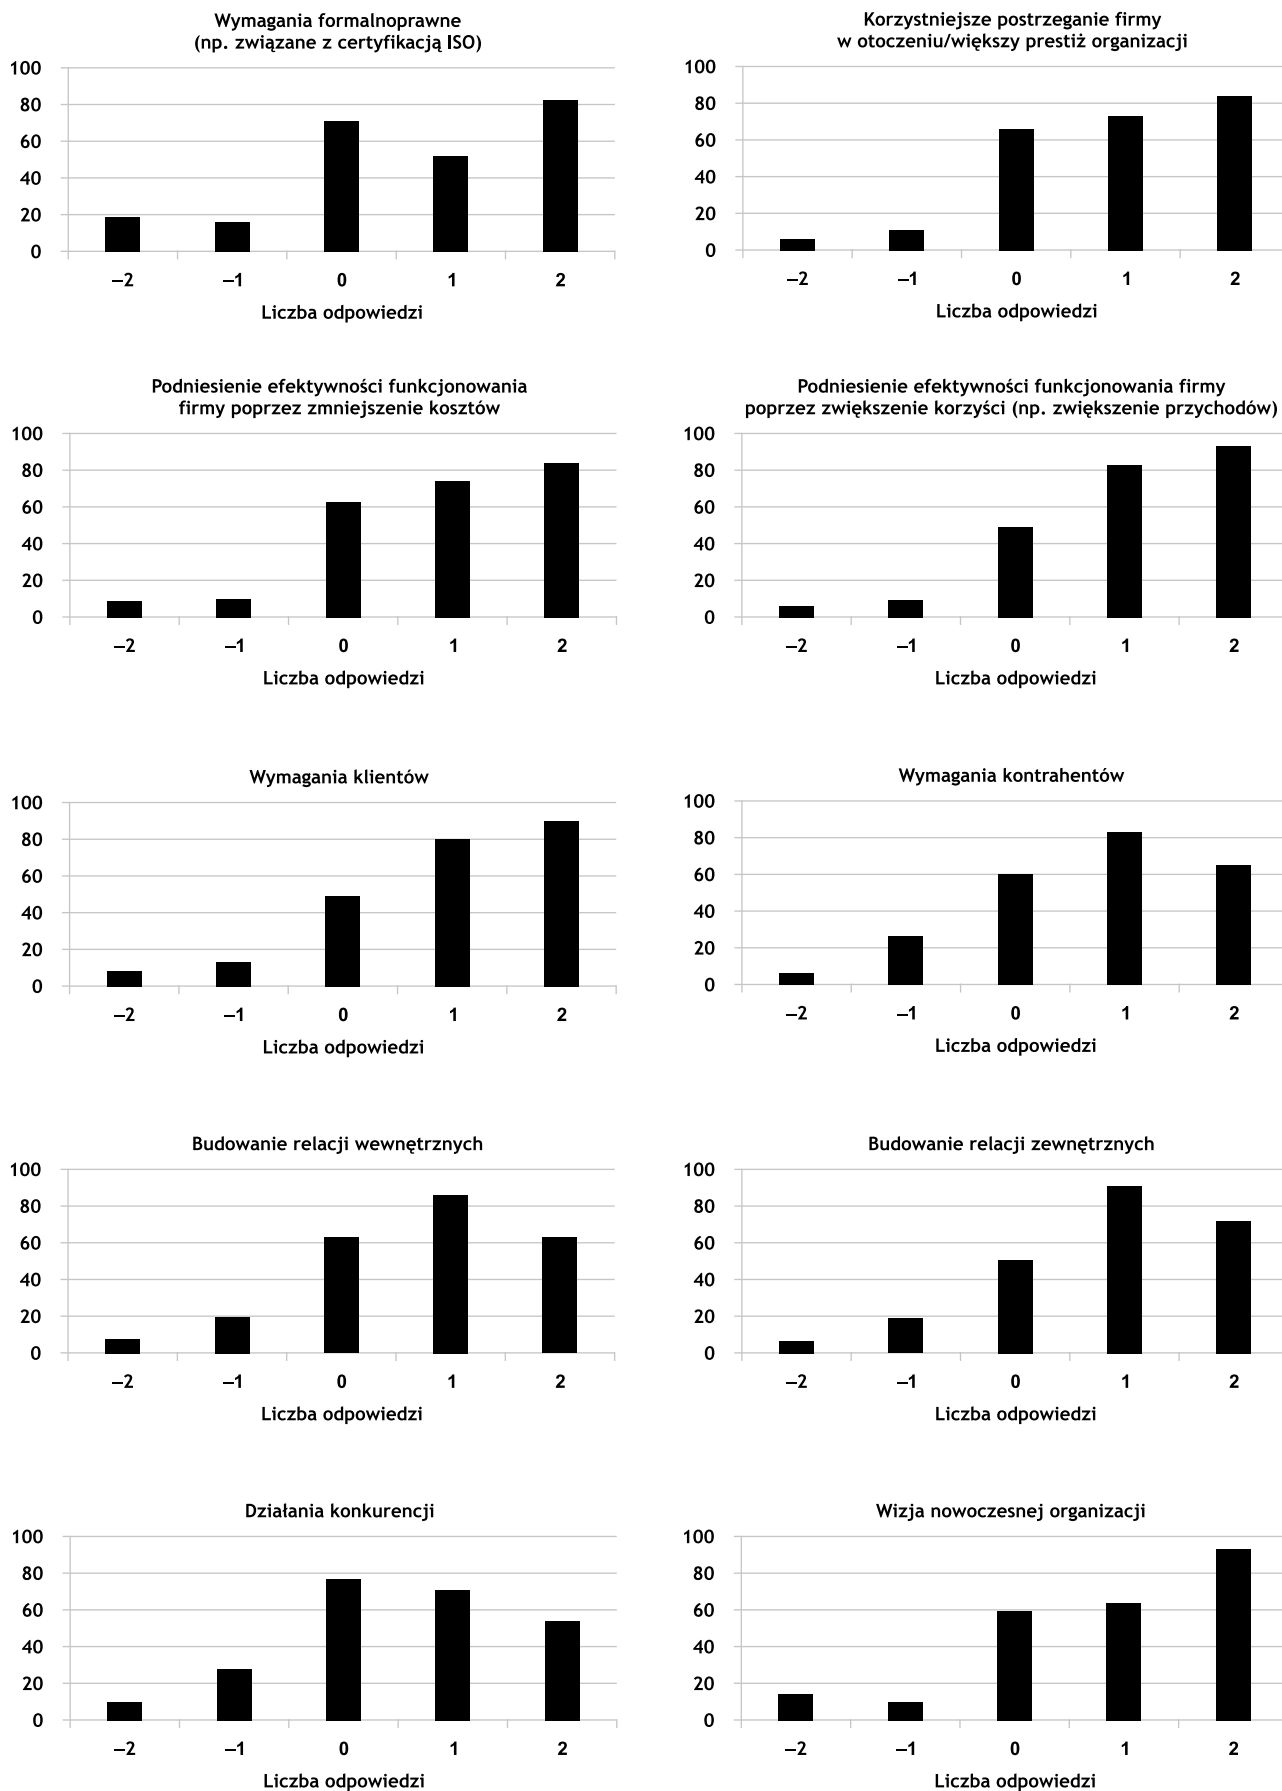 Wymagania formalnoprawne
(np. związane z certyfikacją ISO)
100
80
60
40
20
0
–2 –1 0 1 2
Liczba odpowiedzi
Korzystniejsze postrzeganie firmy
w otoczeniu/większy prestiż organizacji
100
80
60
40
20
0
–2 –1 0 1 2
Liczba odpowiedzi
Podniesienie efektywności funkcjonowania
firmy poprzez zmniejszenie kosztów
100
80
60
40
20
0
–2 –1 0 1 2
Liczba odpowiedzi
Podniesienie efektywności funkcjonowania firmy
poprzez zwiększenie korzyści (np. zwiększenie przychodów)
100
80
60
40
20
0
–2 –1 0 1 2
Liczba odpowiedzi
Wymagania klientów
100
80
60
40
20
0
–2 –1 0 1 2
Liczba odpowiedzi
Wymagania kontrahentów
100
80
60
40
20
0
–2 –1 0 1 2
Liczba odpowiedzi
Budowanie relacji wewnętrznych
100
80
60
40
20
0
–2 –1 0 1 2
Liczba odpowiedzi
Budowanie relacji zewnętrznych
100
80
60
40
20
0
–2 –1 0 1 2
Liczba odpowiedzi
Działania konkurencji
100
80
60
40
20
0
–2 –1 0 1 2
Liczba odpowiedzi
Wizja nowoczesnej organizacji
100
80
60
40
20
0
–2 –1 0 1 2
Liczba odpowiedzi